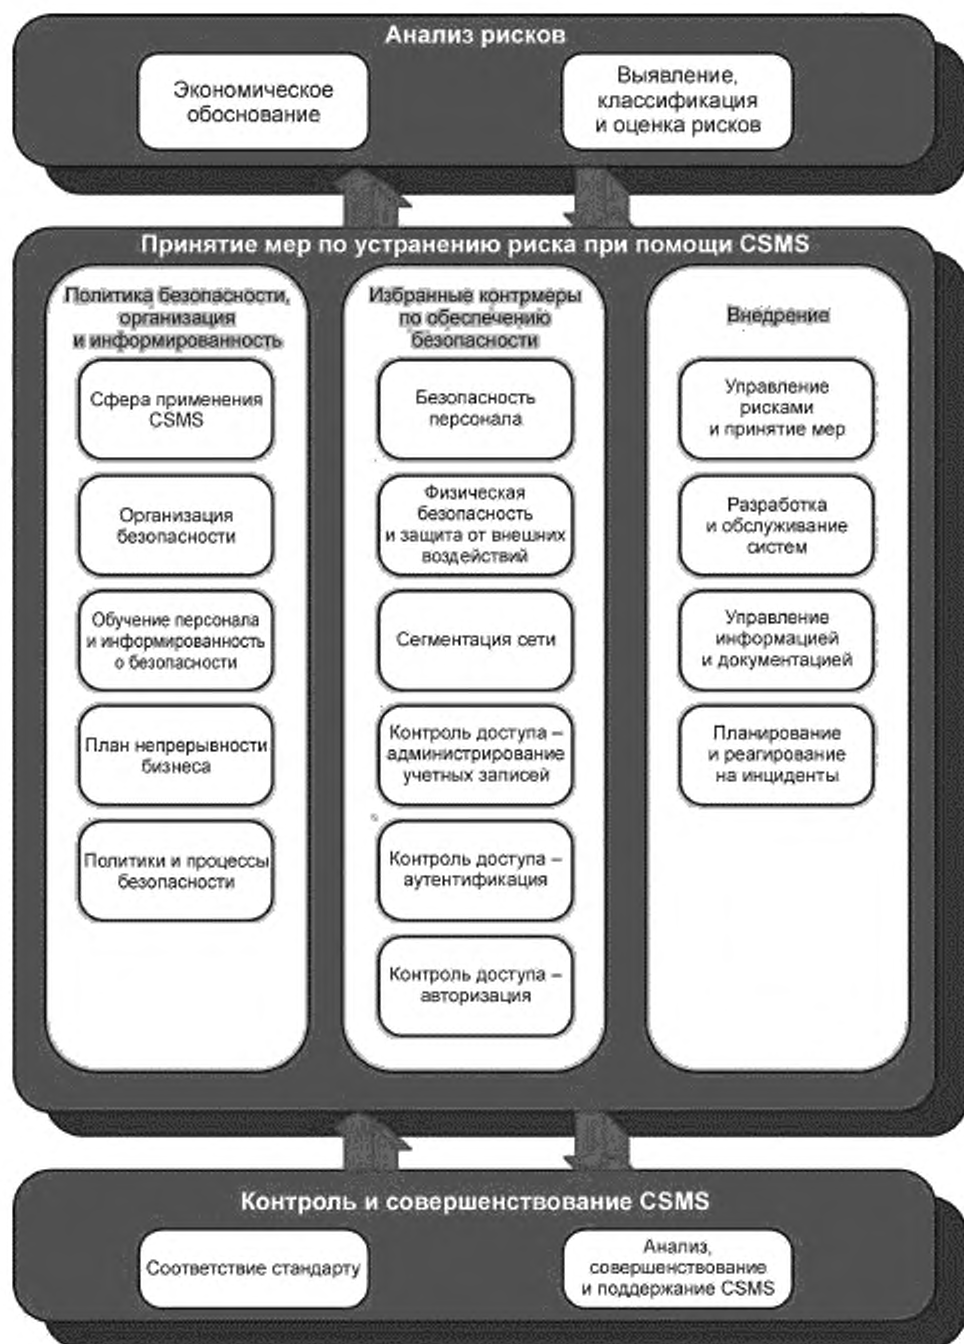 Анализ рисков
Экономическое
обоснование
Выявление,
классификация
и оценка рисков
Принятие мер по устранению риска при помощи CSMS
Политика безопасности,
организация
и информированность
Сфера применения
CSMS
Организация
безопасности
Обучение персонала
и информированность
о безопасности
План непрерывности
бизнеса
Политики и процессы
безопасности
Избранные контрмеры
по обеспечению
безопасности
Безопасность
персонала
Физическая
безопасность
и защита от внешних
воздействий
Сегментация сети
Контроль доступа –
администрирование
учетных записей
Контроль доступа –
аутентификация
Контроль доступа –
авторизация
Внедрение
Управление
рисками
и принятие мер
Разработка
и обслуживание
систем
Управление
информацией
и документацией
Планирование
и реагирование
на инциденты
Контроль и совершенствование CSMS
Соответствие стандарту
Анализ,
совершенствование
и поддержание CSMS